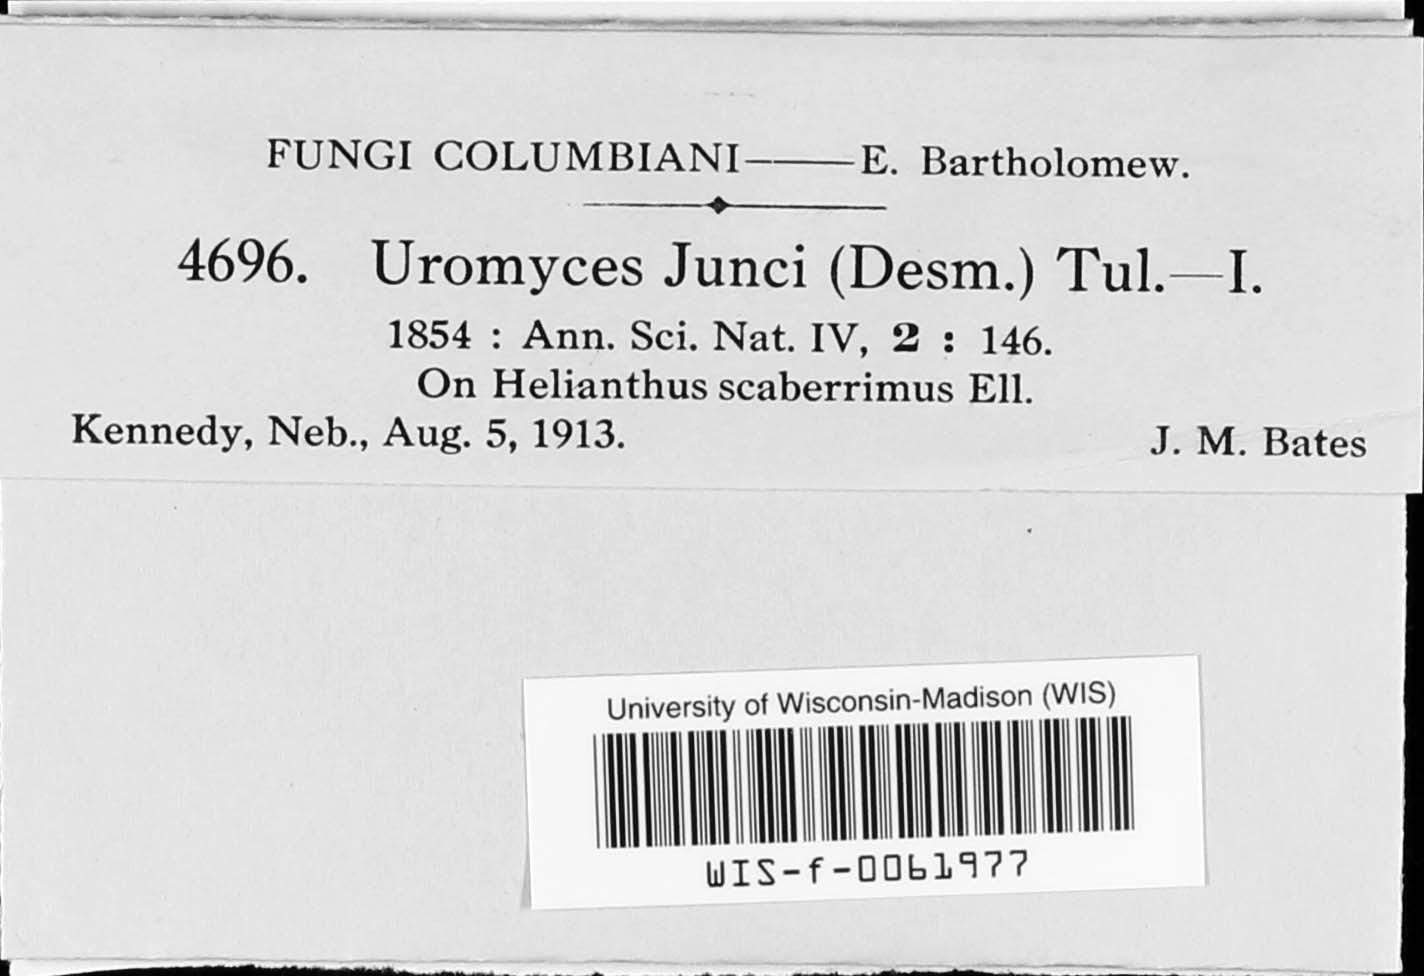 FUNGI COLUMBIANI——E. Bartholomew.
4696. Uromyces Junci (Desm.) Tul.—I.
1854 : Ann. Sci. Nat. IV, 2 : 146.
On Helianthus scaberrimus Ell.
Kennedy, Neb., Aug. 5, 1913. J. M. Bates
University of Wisconsin-Madison (WIS)
WIS-f-0061977